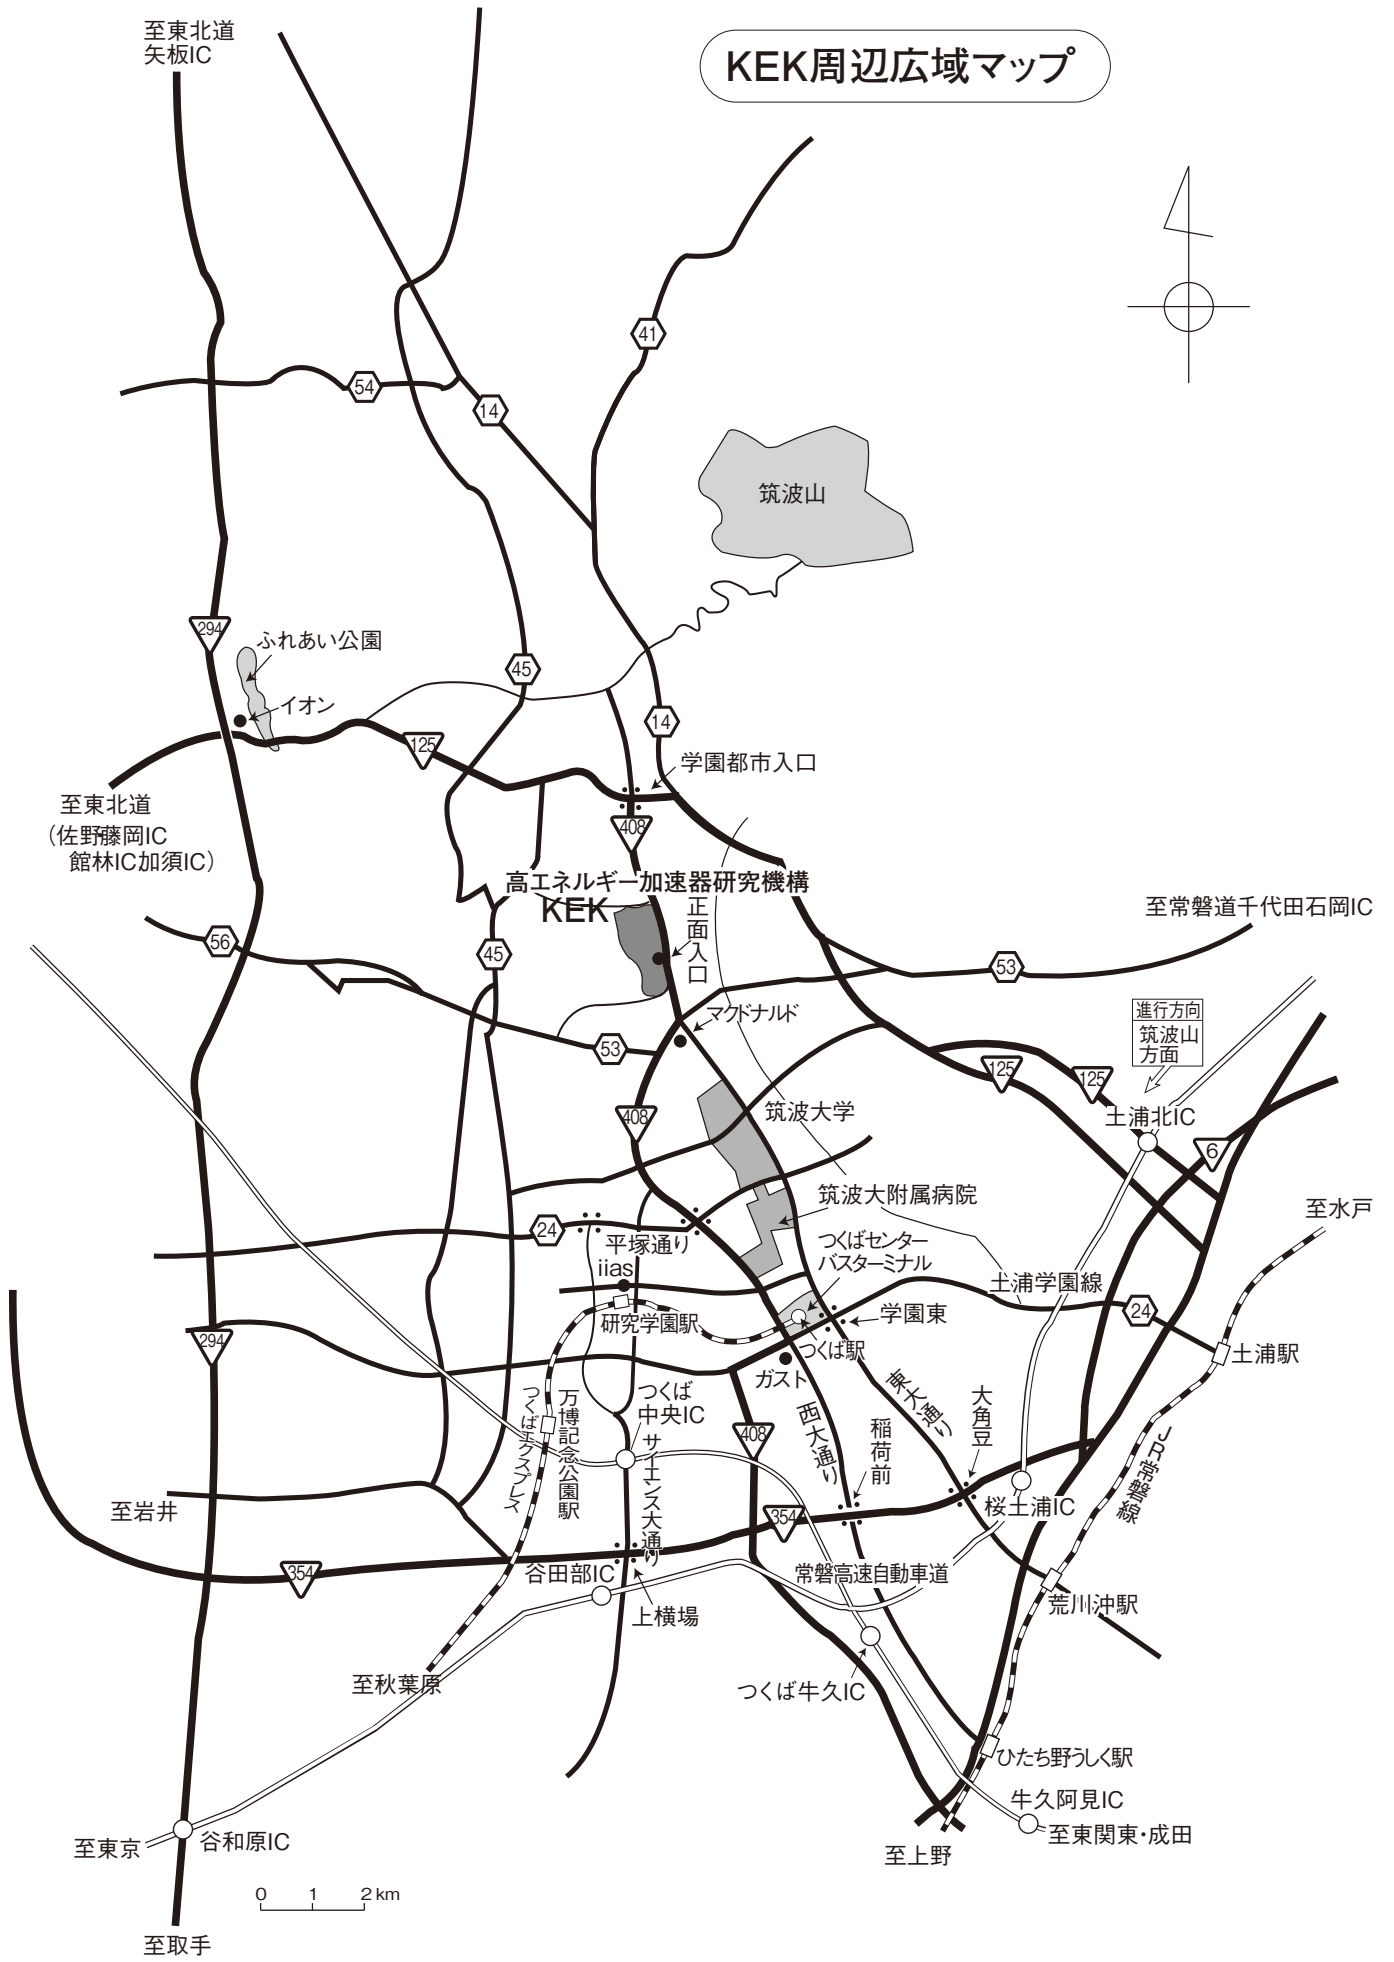 至東北道
矢板IC
KEK周辺広域マップ
41
54
14
筑波山
294
ふれあい公園
45
イオン
14
125
学園都市入口
至東北道
(佐野藤岡IC
館林IC加須IC)
408
高エネルギー加速器研究機構
KEK
正面入口
至常磐道千代田石岡IC
56
45
53
進行方向
筑波山
方面
マクドナルド
53
125
125
408
筑波大学
土浦北IC
6
筑波大附属病院
至水戸
24
平塚通り
つくばセンター
バスターミナル
iias
土浦学園線
24
研究学園駅
学園東
294
つくば駅
土浦駅
ガスト
つくばエクスプレス
万博記念公園駅
つくば
中央IC
サイエンス大通り
408
西大通り
東大通り
稲荷前
大角豆
JR常磐線
至岩井
354
桜土浦IC
354
谷田部IC
常磐高速自動車道
上横場
荒川沖駅
至秋葉原
つくば牛久IC
ひたち野うしく駅
牛久阿見IC
至東京
谷和原IC
至東関東・成田
至上野
0 1 2 km
至取手